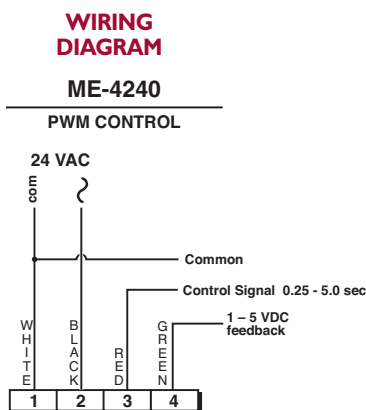 WIRING
DIAGRAM
ME-4240
PWM CONTROL
24 VAC
com
Common
Control Signal 0.25 - 5.0 sec
1 – 5 VDC
feedback
WHITE
BLACK
RED
GREEN
1 2 3 4